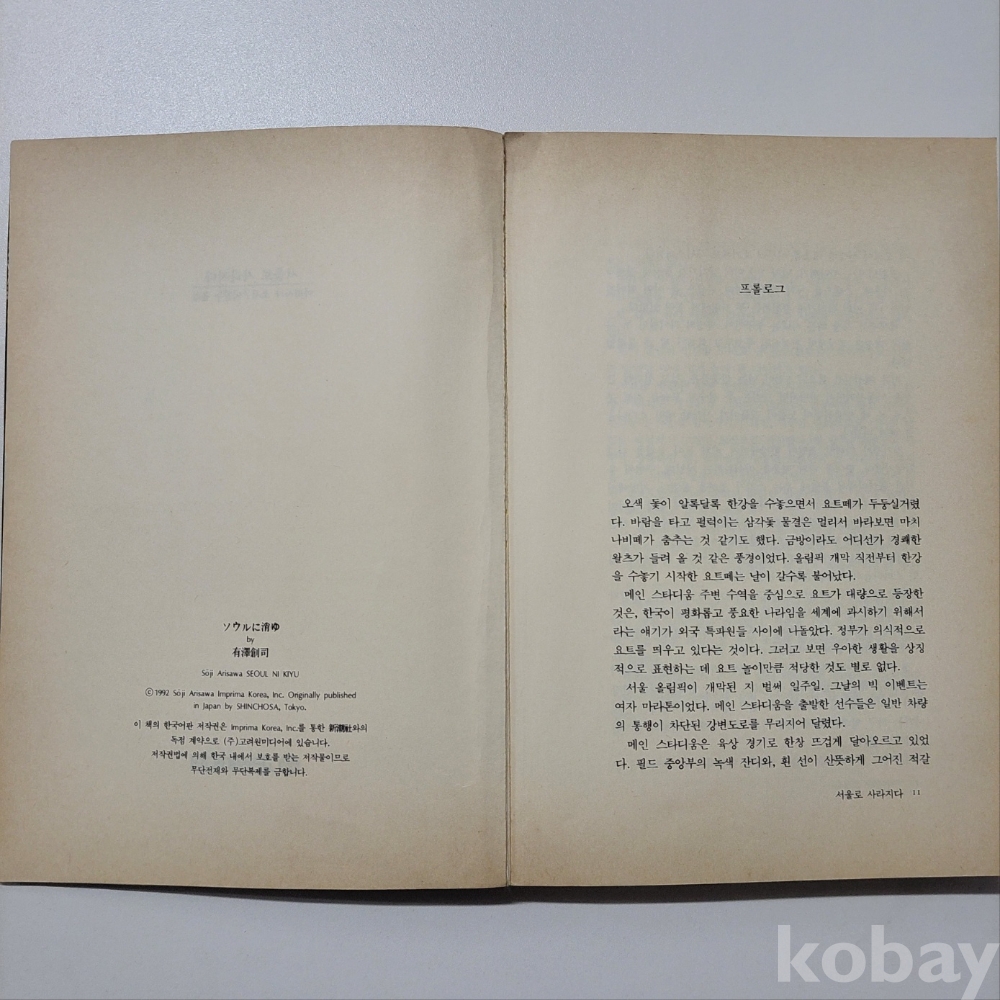 ソウルに消ゆ
by
有澤創司
Sōji Arisawa SEOUL NI KIYU
ⓒ1992 Sōji Arisawa Imprima Korea, Inc. Originally published
in Japan by SHINCHOSA, Tokyo.
이 책의 한국어판 저작권은 Imprima Korea, Inc.를 통한 新潮社와의
독점 계약으로 (주)고려원미디어에 있습니다.
저작권법에 의해 한국 내에서 보호를 받는 저작물이므로
무단전재와 무단복제를 금합니다.
프롤로그
오색 돛이 알록달록 한강을 수놓으면서 요트떼가 두둥실거렸
다. 바람을 타고 펄럭이는 삼각돛 물결은 멀리서 바라보면 마치
나비떼가 춤추는 것 같기도 했다. 금방이라도 어디선가 경쾌한
왈츠가 들려 올 것 같은 풍경이었다. 올림픽 개막 직전부터 한강
을 수놓기 시작한 요트떼는 날이 갈수록 불어났다.
메인 스타디움 주변 수역을 중심으로 요트가 대량으로 등장한
것은, 한국이 평화롭고 풍요한 나라임을 세계에 과시하기 위해서
라는 얘기가 외국 특파원들 사이에 나돌았다. 정부가 의식적으로
요트를 띄우고 있다는 것이다. 그러고 보면 우아한 생활을 상징
적으로 표현하는 데 요트 놀이만큼 적당한 것도 별로 없다.
서울 올림픽이 개막된 지 벌써 일주일, 그날의 빅 이벤트는
여자 마라톤이었다. 메인 스타디움을 출발한 선수들은 일반 차량
의 통행이 차단된 강변도로를 무리지어 달렸다.
메인 스타디움은 육상 경기로 한창 뜨겁게 달아오르고 있었
다. 필드 중앙부의 녹색 잔디와, 흰 선이 산뜻하게 그어진 적갈
서울로 사라지다 11
kobay